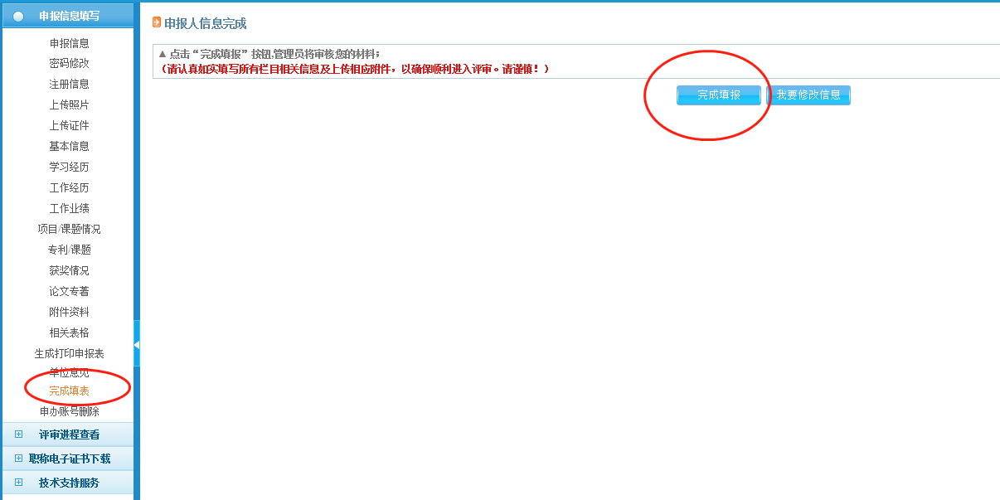 申报信息填写
申报信息
密码修改
注册信息
上传照片
上传证件
基本信息
学习经历
工作经历
工作业绩
项目/课题情况
专利/课题
获奖情况
论文专著
附件资料
相关表格
生成打印申报表
单位意见
完成填表
申办账号删除
评审进程查看
职称电子证书下载
技术支持服务
申报人信息完成
▲ 点击“完成填报”按钮,管理员将审核您的材料；
（请认真如实填写所有栏目相关信息及上传相应附件，以确保顺利进入评审。请谨慎！）
完成填报
我要修改信息